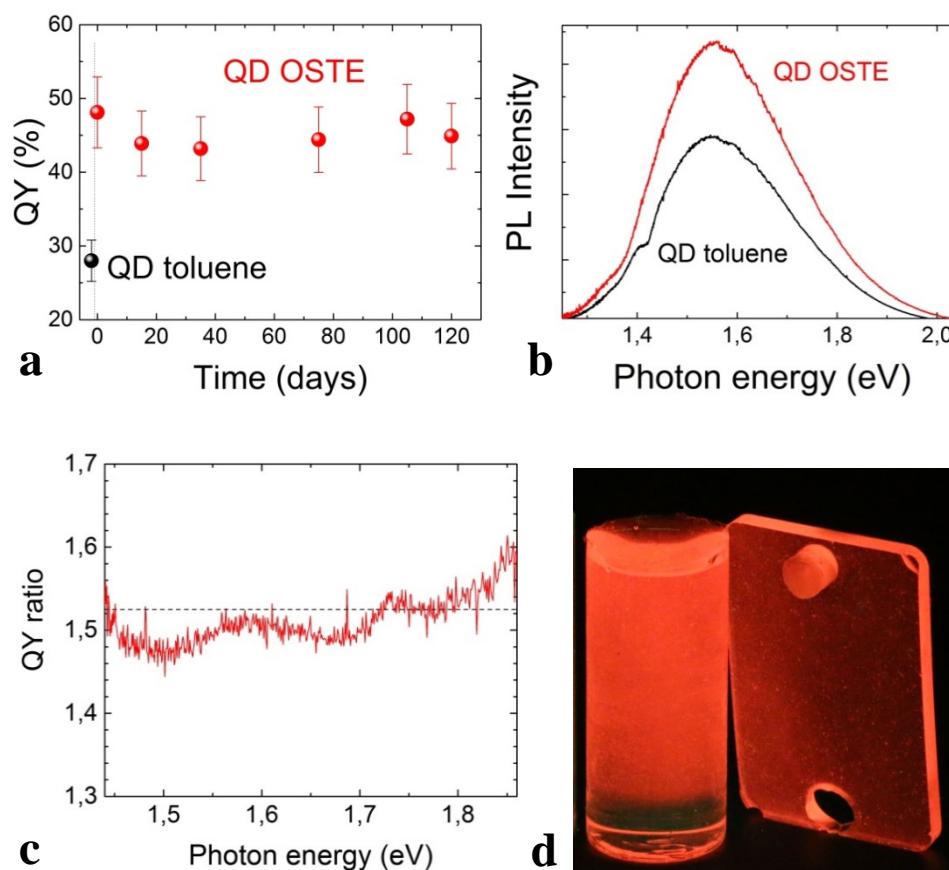 60
50
40
30
20
QY (%)
QD OSTE
QD toluene
0 20 40 60 80 100 120
Time (days)
a
PL Intensity
QD OSTE
QD toluene
1,4 1,6 1,8 2,0
Photon energy (eV)
b
1,7
1,6
1,5
1,4
1,3
QY ratio
1,5 1,6 1,7 1,8
Photon energy (eV)
c
d